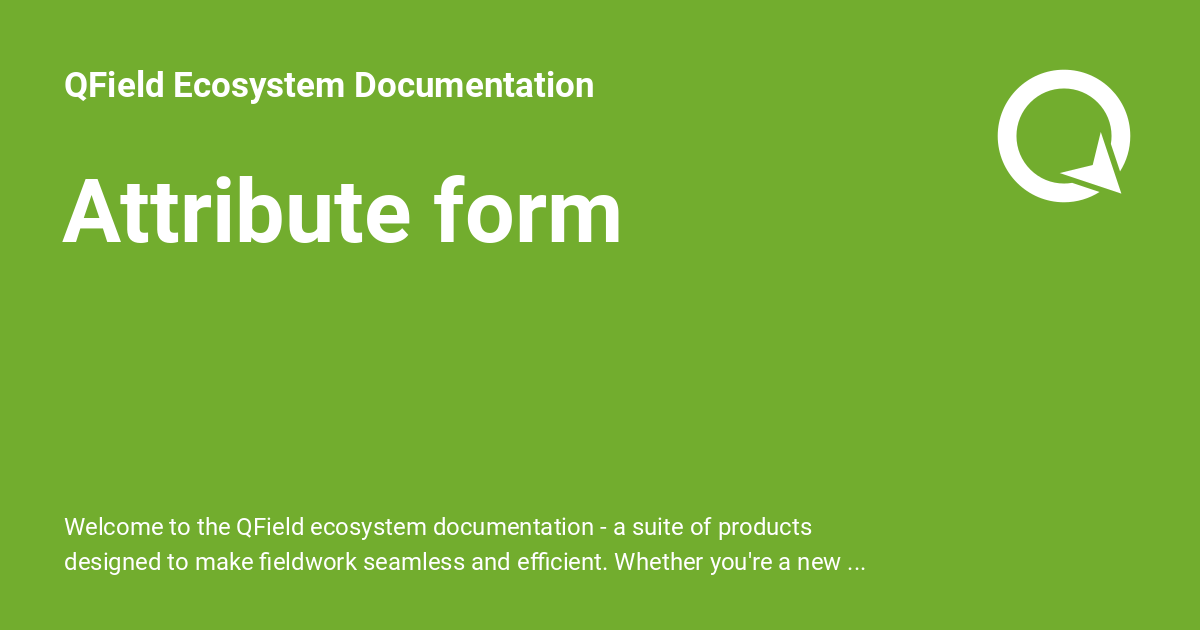 QField Ecosystem Documentation
Attribute form
Welcome to the QField ecosystem documentation - a suite of products
designed to make fieldwork seamless and efficient. Whether you're a new ...